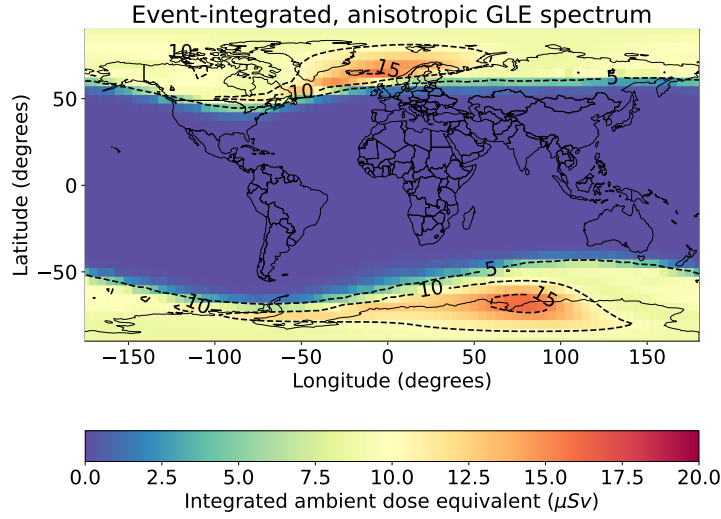 Event-integrated, anisotropic GLE spectrum
10
15
10
5
50
0
−50
Latitude (degrees)
5
10
10
15
−150 −100 −50 0 50 100 150
Longitude (degrees)
0.0 2.5 5.0 7.5 10.0 12.5 15.0 17.5 20.0
Integrated ambient dose equivalent (μSv)